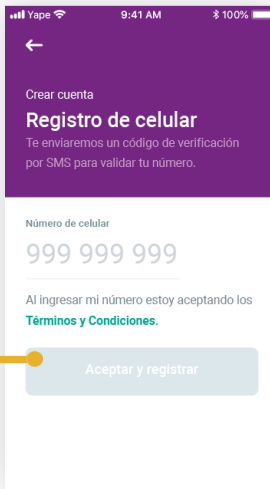 Yape 9:41 AM 100%
Crear cuenta
Registro de celular
Te enviaremos un código de verificación
por SMS para validar tu número.
Número de celular
999 999 999
Al ingresar mi número estoy aceptando los
Términos y Condiciones.
Aceptar y registrar